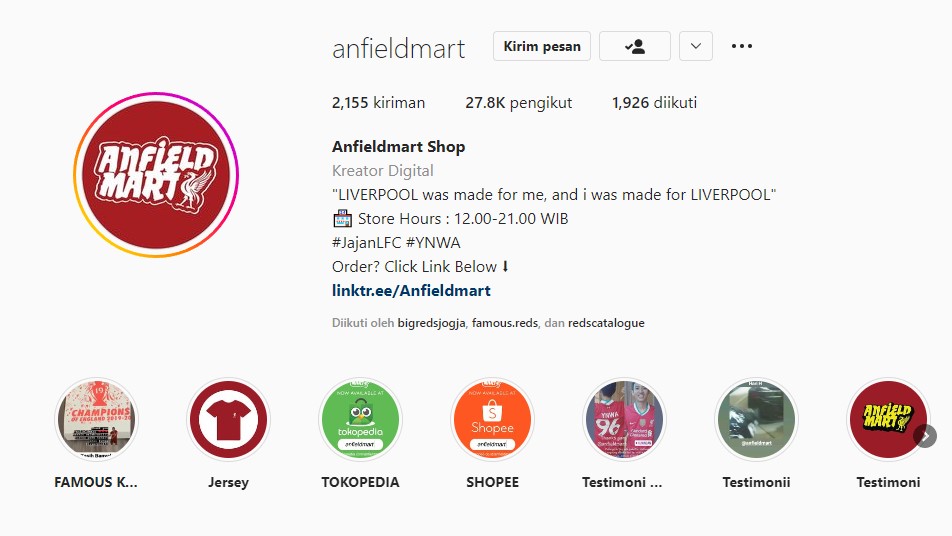 anfieldmart
Kirim pesan
2,155 kiriman
27.8K pengikut
1,926 diikuti
ANFIELD
MART
Anfieldmart Shop
Kreator Digital
"LIVERPOOL was made for me, and i was made for LIVERPOOL"
🏪 Store Hours : 12.00-21.00 WIB
#JajanLFC #YNWA
Order? Click Link Below ⬇
linktr.ee/Anfieldmart
Diikuti oleh bigredsjogja, famous.reds, dan redscatalogue
19
CHAMPIONS
OF ENGLAND 2019-20
NOW AVAILABLE AT
tokopedia
anfieldmart
NOW AVAILABLE AT
Shopee
anfieldmart
YNWA
96
@anfieldmart
ANFIELD
MART
FAMOUS K...
Jersey
TOKOPEDIA
SHOPEE
Testimoni ...
Testimonii
Testimoni